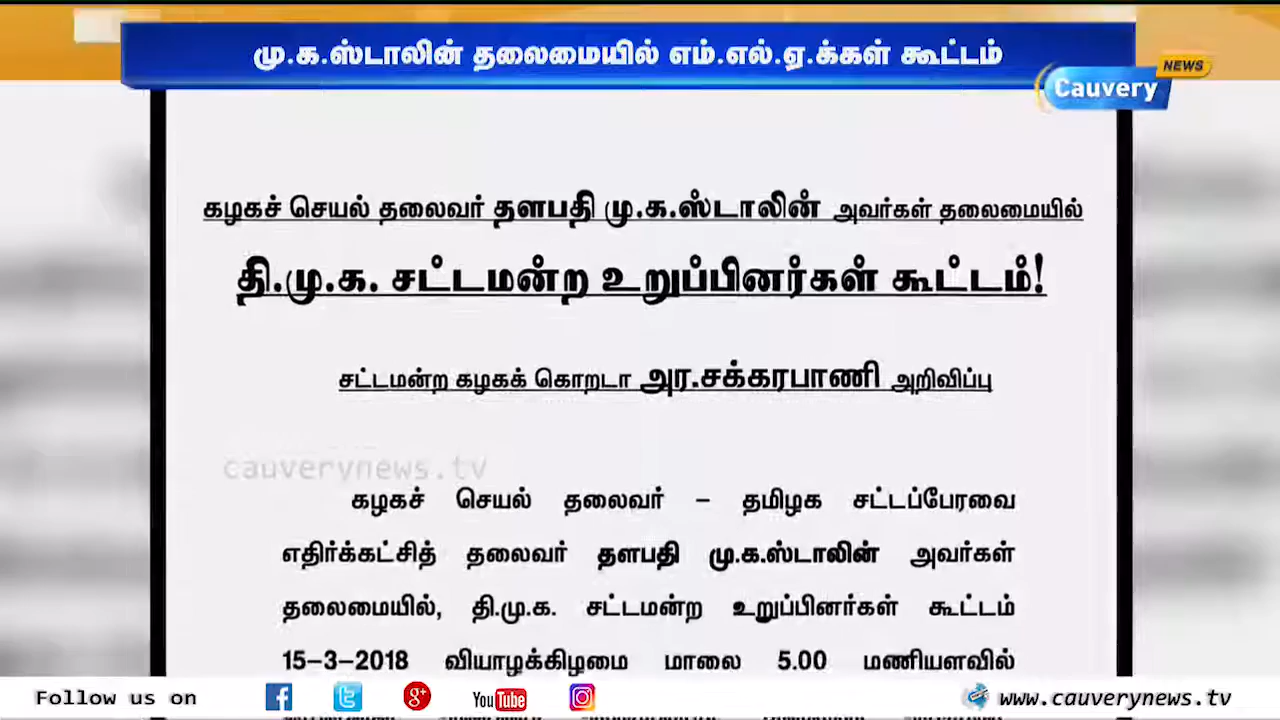 மு.க.ஸ்டாலின் தலைமையில் எம்.எல்.ஏ.க்கள் கூட்டம்
NEWS
Cauvery
கழகச் செயல் தலைவர் தளபதி மு.க.ஸ்டாலின் அவர்கள் தலைமையில்
தி.மு.க. சட்டமன்ற உறுப்பினர்கள் கூட்டம்!
சட்டமன்ற கழகக் கொறடா அர.சக்கரபாணி அறிவிப்பு
cauverynews.tv
கழகச் செயல் தலைவர் – தமிழக சட்டப்பேரவை
எதிர்க்கட்சித் தலைவர் தளபதி மு.க.ஸ்டாலின் அவர்கள்
தலைமையில், தி.மு.க. சட்டமன்ற உறுப்பினர்கள் கூட்டம்
15-3-2018 வியாழக்கிழமை மாலை 5.00 மணியளவில்
Follow us on YouTube www.cauverynews.tv